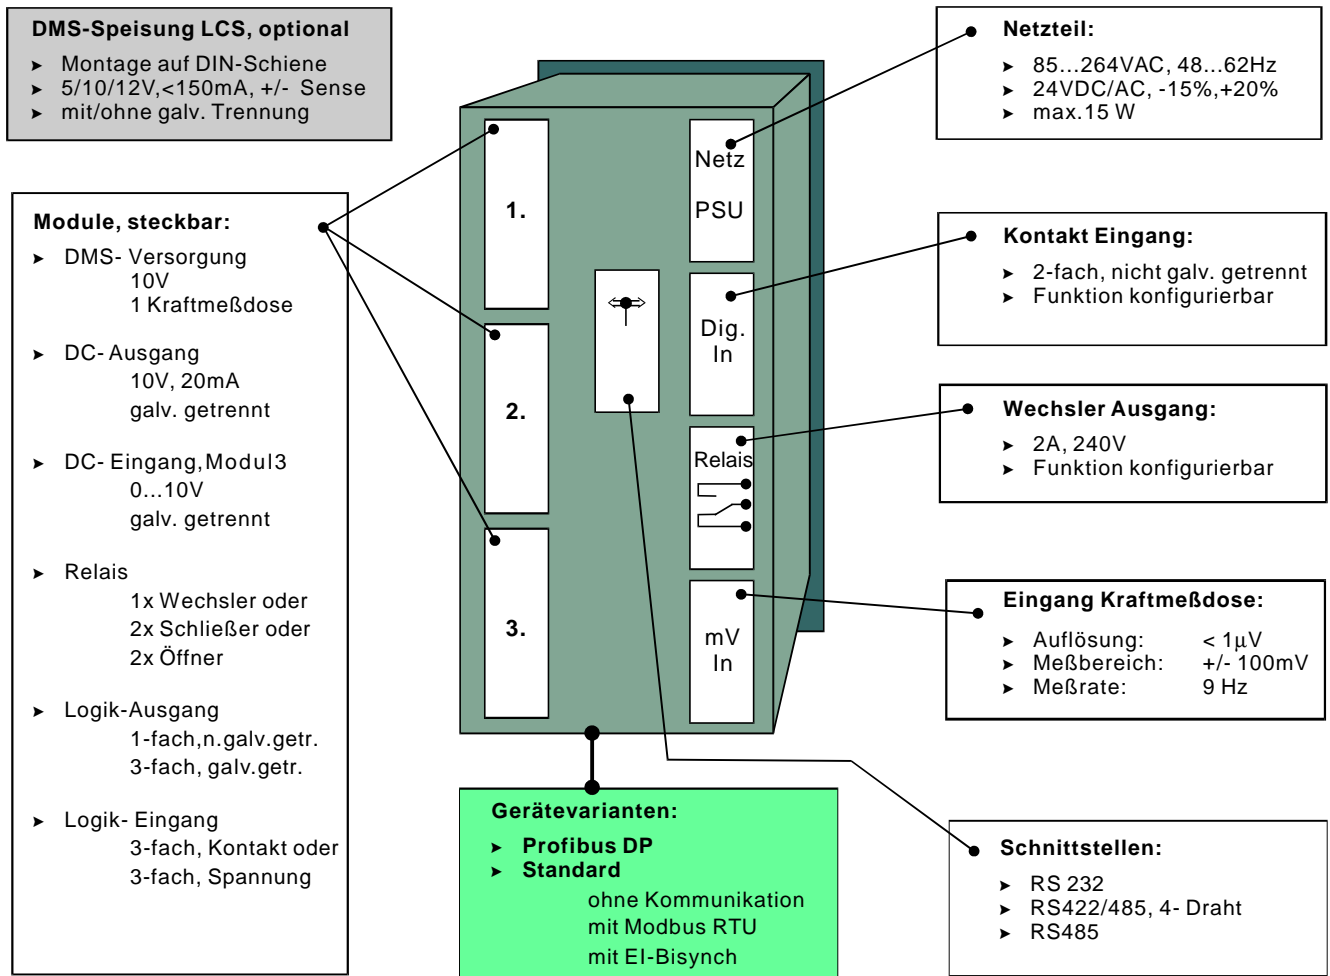 DMS-Speisung LCS, optional
➤ Montage auf DIN-Schiene
➤ 5/10/12V,<150mA, +/- Sense
➤ mit/ohne galv. Trennung
Module, steckbar:
➤ DMS- Versorgung
10V
1 Kraftmeßdose
➤ DC- Ausgang
10V, 20mA
galv. getrennt
➤ DC- Eingang,Modul3
0...10V
galv. getrennt
➤ Relais
1x Wechsler oder
2x Schließer oder
2x Öffner
➤ Logik-Ausgang
1-fach,n.galv.getr.
3-fach, galv.getr.
➤ Logik- Eingang
3-fach, Kontakt oder
3-fach, Spannung
1.
2.
3.
Netz
PSU
Dig.
In
Relais
mV
In
Gerätevarianten:
➤ Profibus DP
➤ Standard
ohne Kommunikation
mit Modbus RTU
mit EI-Bisynch
Netzteil:
➤ 85...264VAC, 48...62Hz
➤ 24VDC/AC, -15%,+20%
➤ max.15 W
Kontakt Eingang:
➤ 2-fach, nicht galv. getrennt
➤ Funktion konfigurierbar
Wechsler Ausgang:
➤ 2A, 240V
➤ Funktion konfigurierbar
Eingang Kraftmeßdose:
➤ Auflösung: < 1µV
➤ Meßbereich: +/- 100mV
➤ Meßrate: 9 Hz
Schnittstellen:
➤ RS 232
➤ RS422/485, 4- Draht
➤ RS485